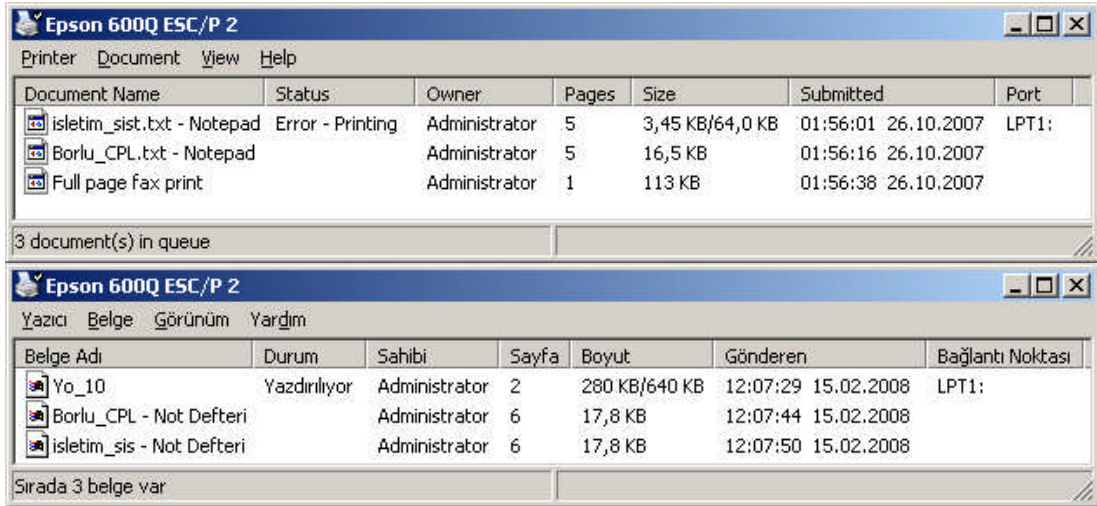 Epson 600Q ESC/P 2
Printer Document View Help
Document Name Status Owner Pages Size Submitted Port
isletim_sist.txt - Notepad Error - Printing Administrator 5 3,45 KB/64,0 KB 01:56:01 26.10.2007 LPT1:
Borlu_CPL.txt - Notepad Administrator 5 16,5 KB 01:56:16 26.10.2007
Full page fax print Administrator 1 113 KB 01:56:38 26.10.2007
3 document(s) in queue
Epson 600Q ESC/P 2
Yazıcı Belge Görünüm Yardım
Belge Adı Durum Sahibi Sayfa Boyut Gönderen Bağlantı Noktası
Yo_10 Yazdırılıyor Administrator 2 280 KB/640 KB 12:07:29 15.02.2008 LPT1:
Borlu_CPL - Not Defteri Administrator 6 17,8 KB 12:07:44 15.02.2008
isletim_sis - Not Defteri Administrator 6 17,8 KB 12:07:50 15.02.2008
Sırada 3 belge var